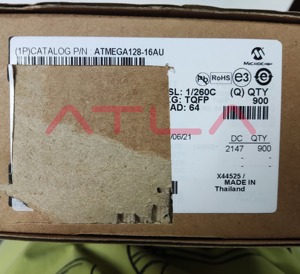 (1P)CATALOG P/N : ATMEGA128-16AU
MICROCHIP
RoHS
e3
SL: 1/260C
(Q) QTY
G: TQFP
900
AD: 64
ATLA
/06/21
DC QTY
2147 900
- -
- -
X44525 /
MADE IN
Thailand